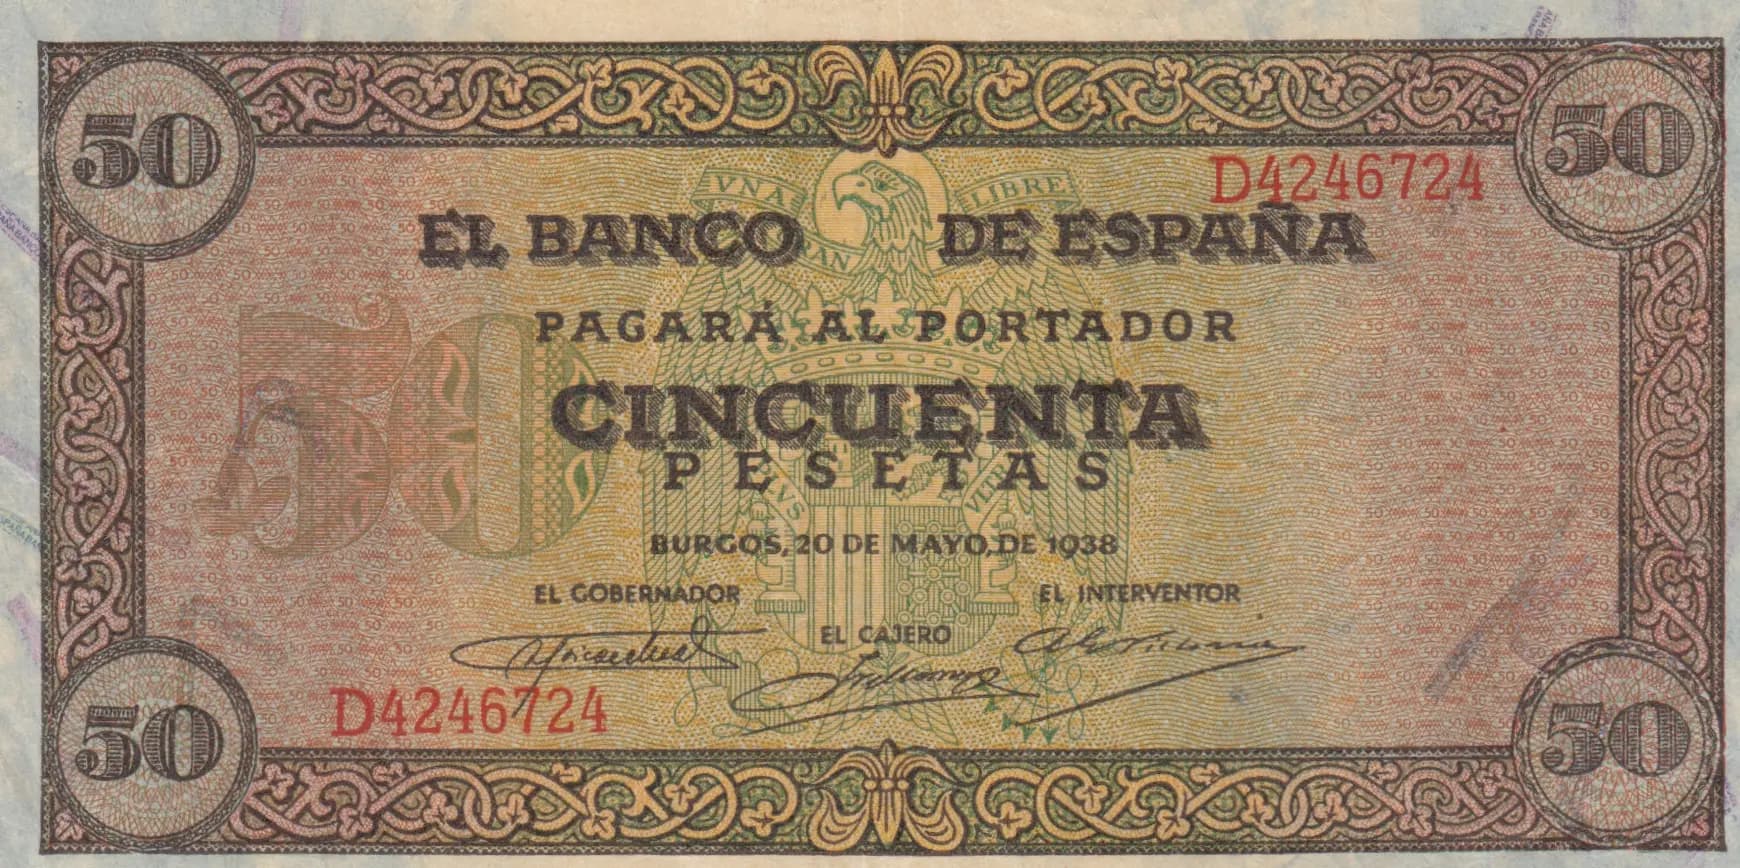 50 50
D4246724
VNA LIBRE
EL BANCO DE ESPAÑA
PAGARÁ AL PORTADOR
50
CINCUENTA
PESETAS
BURGOS, 20 DE MAYO, DE 1938
EL GOBERNADOR EL INTERVENTOR
EL CAJERO
D4246724
50 50